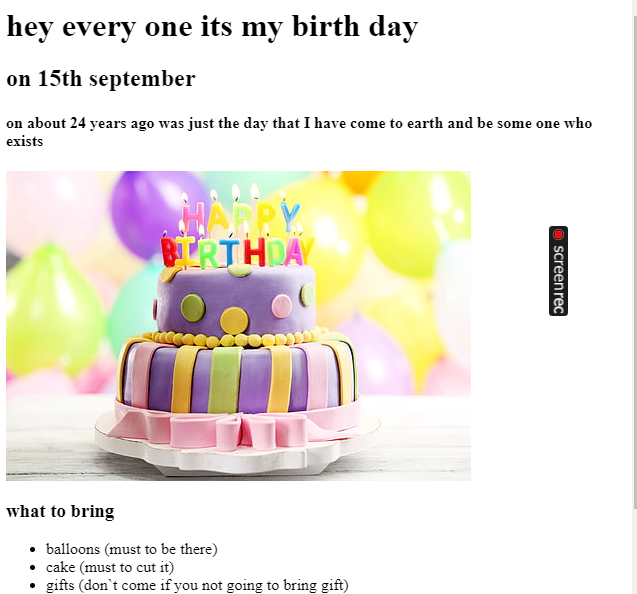 hey every one its my birth day
on 15th september
on about 24 years ago was just the day that I have come to earth and be some one who
exists
HAPPY
BIRTHDAY
screenrec
what to bring
balloons (must to be there)
cake (must to cut it)
gifts (don`t come if you not going to bring gift)